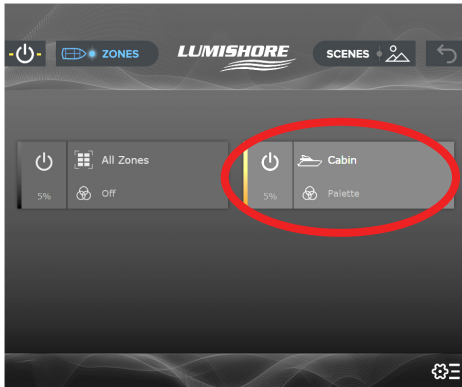 ZONES
LUMISHORE
SCENES
All Zones
5%
Off
Cabin
5%
Palette